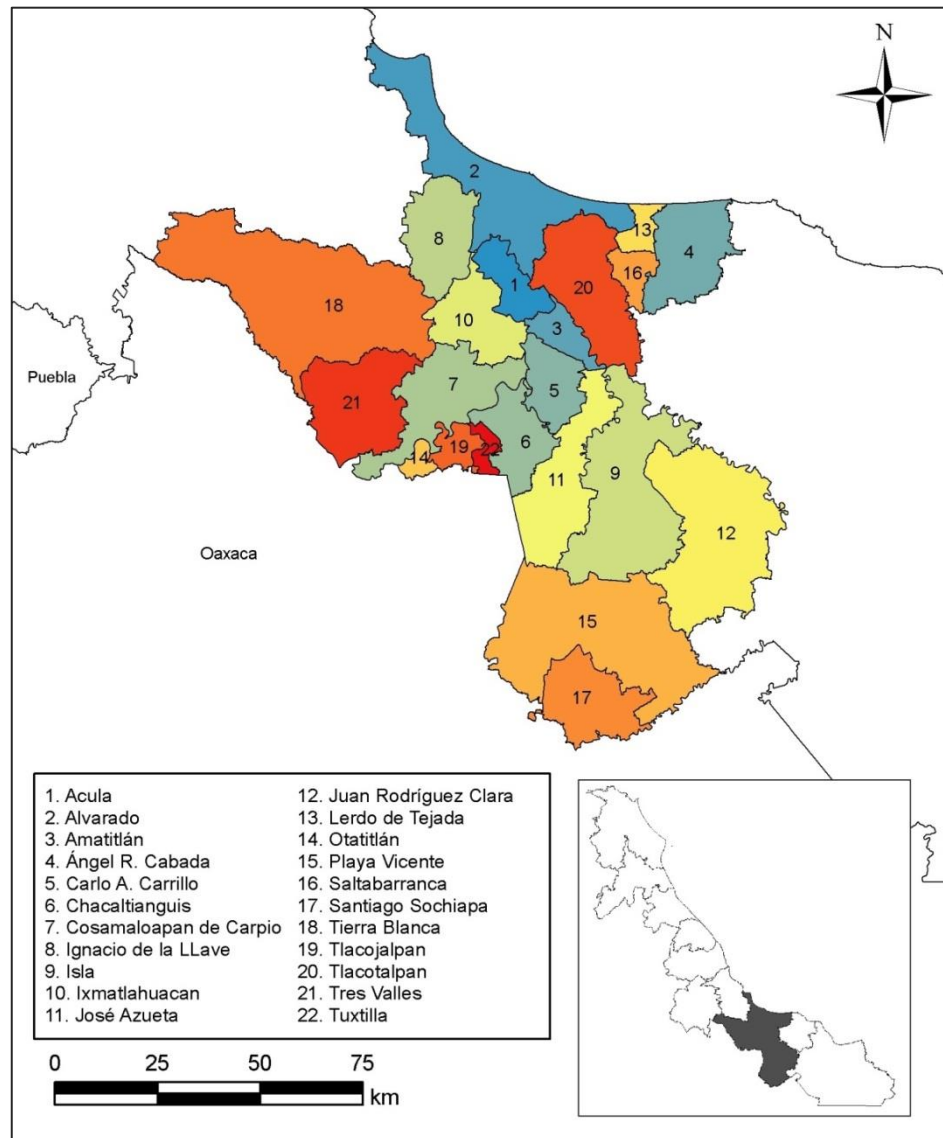 N
2
13
8
4
16
1
20
18
3
10
Puebla
7
5
21
6
19
22
14
9
11
12
Oaxaca
15
17
1. Acula
2. Alvarado
3. Amatitlán
4. Ángel R. Cabada
5. Carlo A. Carrillo
6. Chacaltianguis
7. Cosamaloapan de Carpio
8. Ignacio de la LLave
9. Isla
10. Ixmatlahuacan
11. José Azueta
12. Juan Rodríguez Clara
13. Lerdo de Tejada
14. Otatitlán
15. Playa Vicente
16. Saltabarranca
17. Santiago Sochiapa
18. Tierra Blanca
19. Tlacojalpan
20. Tlacotalpan
21. Tres Valles
22. Tuxtilla
0 25 50 75
km